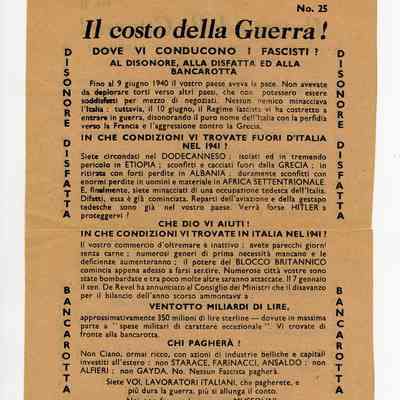 No. 25
Il costo della Guerra!
DOVE VI CONDUCONO I FASCISTI?
AL DISONORE, ALLA DISFATTA ED ALLA
BANCAROTTA
Fino al 9 giugno 1940 il vostro paese aveva la pace. Non avevate
da deplorare torti verso altri paesi, che non potessero essere
soddisfatti per mezzo di negoziati. Nessun nemico minacciava
l'Italia: tuttavia, il 10 giugno, il Regime fascista vi ha costretto a
entrare in guerra, disonorando il puro nome dell'Italia con la perfidia
verso la Francia e l'aggressione contro la Grecia.
IN CHE CONDIZIONI VI TROVATE FUORI D'ITALIA
NEL 1941?
Siete circondati nel DODECANNESO; isolati ed in tremendo
pericolo in ETIOPIA; sconfitti e cacciati fuori della GRECIA; in
ritirata con forti perdite in ALBANIA; duramente sconfitti con
enormi perdite in uomini e materiale in AFRICA SETTENTRIONALE.
E, finalmente, siete minacciati di una occupazione tedesca dell'Italia.
Difatti, essa è già cominciata. Reparti dell'aviazione e della gestapo
tedesche sono già nel vostro paese. Verrà forse HITLER a
proteggervi?
CHE DIO VI AIUTI!
IN CHE CONDIZIONI VI TROVATE IN ITALIA NEL 1941?
Il vostro commercio d'oltremare è inattivo; avete parecchi giorni
senza carne; numerosi generi di prima necessità mancano e le
deficienze aumenteranno; il potere del BLOCCO BRITANNICO
comincia appena adesso a farsi sentire. Numerose città vostre sono
state bombardate e tra poco molte altre saranno attaccate. Il 7 gennaio
il sen. De Revel ha annunciato al Consiglio dei Ministri che il disavanzo
per il bilancio dell'anno scorso ammontava a
VENTOTTO MILIARDI DI LIRE,
approssimativamente 350 milioni di lire sterline—dovute in massima
parte a "spese militari di carattere eccezionale". Vi trovate di
fronte alla bancarotta.
CHI PAGHERÀ?
Non Ciano, ormai ricco, con azioni di industrie belliche e capitali
investiti all'estero: non STARACE, FARINACCI, ANSALDO: non
ALFIERI; non GAYDA. No. Nessun Fascista pagherà.
Siete VOI, LAVORATORI ITALIANI, che pagherete, e
più dura la guerra, più si allunga il conto.
DISONORE DISFATTA BANCAROTTA
DISONORE DISFATTA BANCAROTTA